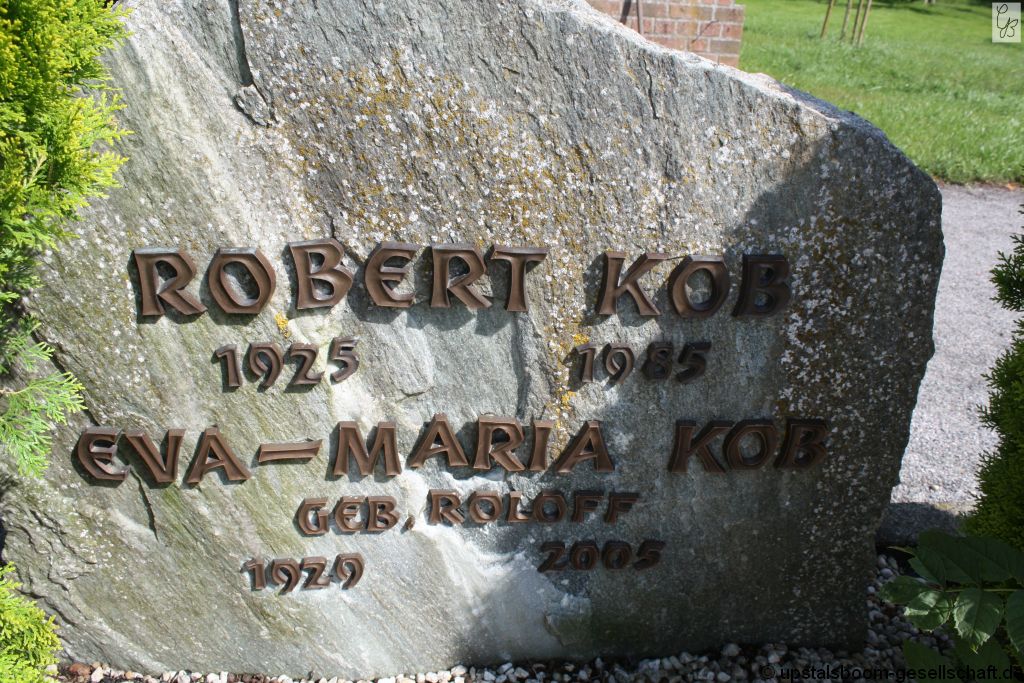 ROBERT KOB
1925 1985
EVA-MARIA KOB
GEB. ROLOFF
1929 2005
© upstalsboom-gesellschaft.de